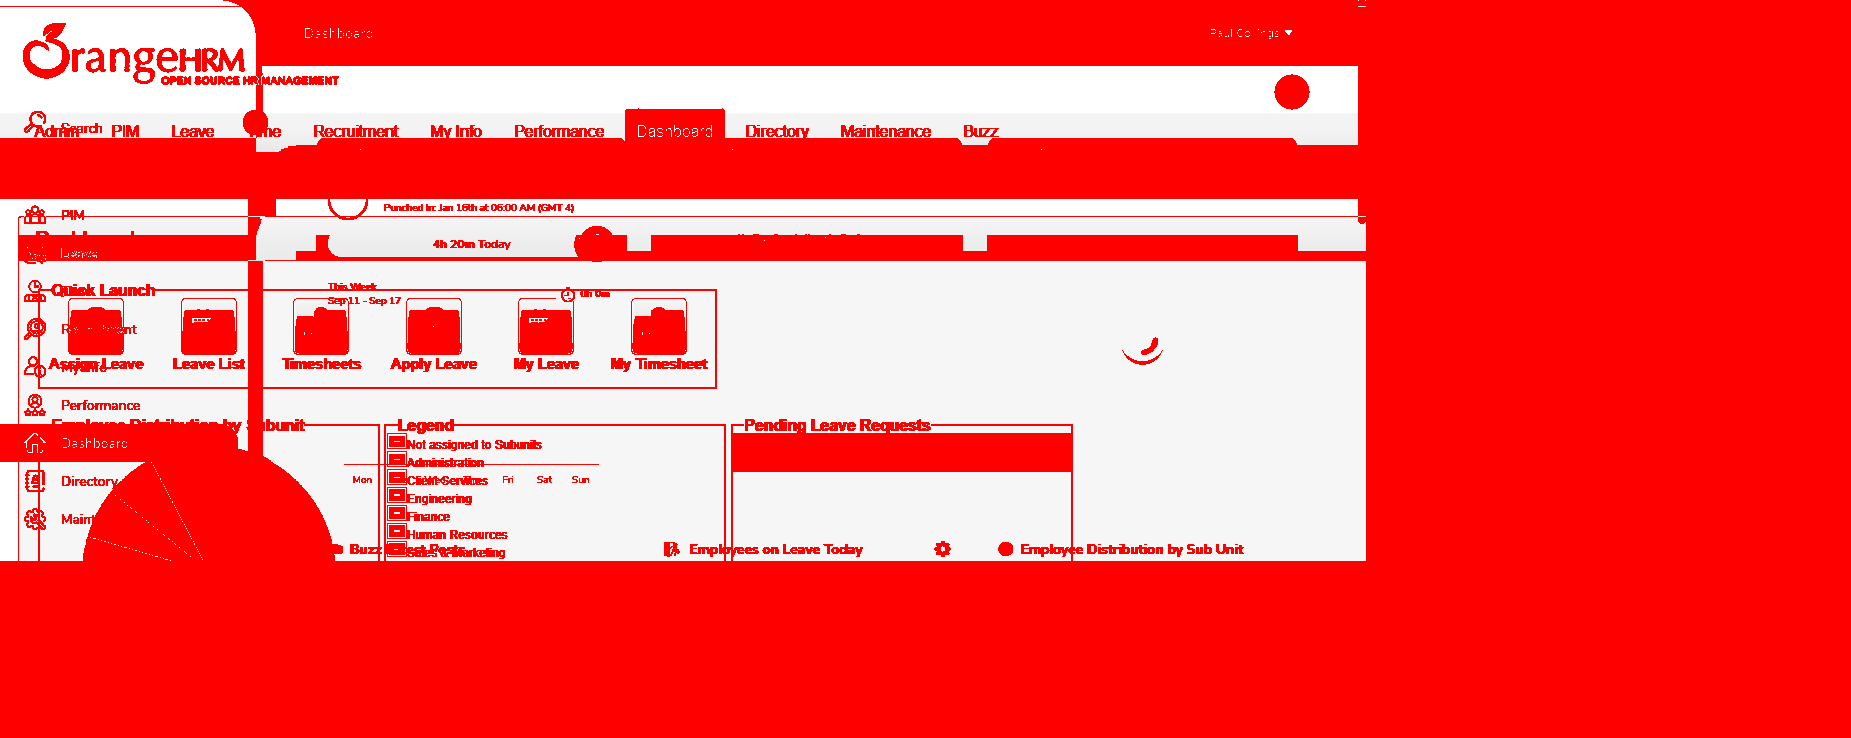 Dashboard
Paul Collings
OrangeHRM
OPEN SOURCE HR MANAGEMENT
Search
Admin PIM Leave Time Recruitment My Info Performance Dashboard Directory Maintenance Buzz
Punched In: Jan 16th at 06:00 AM (GMT 4)
PIM
4h 20m Today
Leave
This Week
Quick Launch
0h 0m
Sep 11 - Sep 17
Recruitment
Assign Leave Leave List Timesheets Apply Leave My Leave My Timesheet
My Info
Performance
Employee Distribution by Subunit
Legend
Pending Leave Requests
Dashboard
Not assigned to Subunits
Administration
Client Services
Mon
Fri Sat Sun
Directory
Engineering
Finance
Human Resources
Sales & Marketing
Buzz Latest Posts
Employees on Leave Today
Employee Distribution by Sub Unit